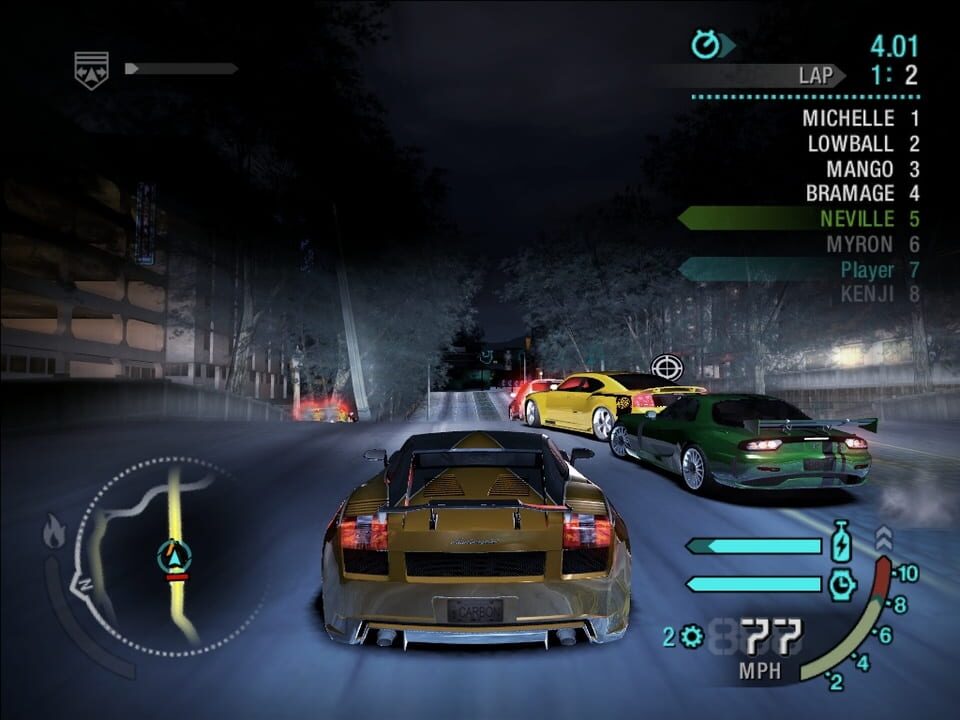 4.01
LAP 1: 2
MICHELLE 1
LOWBALL 2
MANGO 3
BRAMAGE 4
NEVILLE 5
MYRON 6
Player 7
KENJI 8
N
CARBON
10
8
6
4
2
2 77
MPH